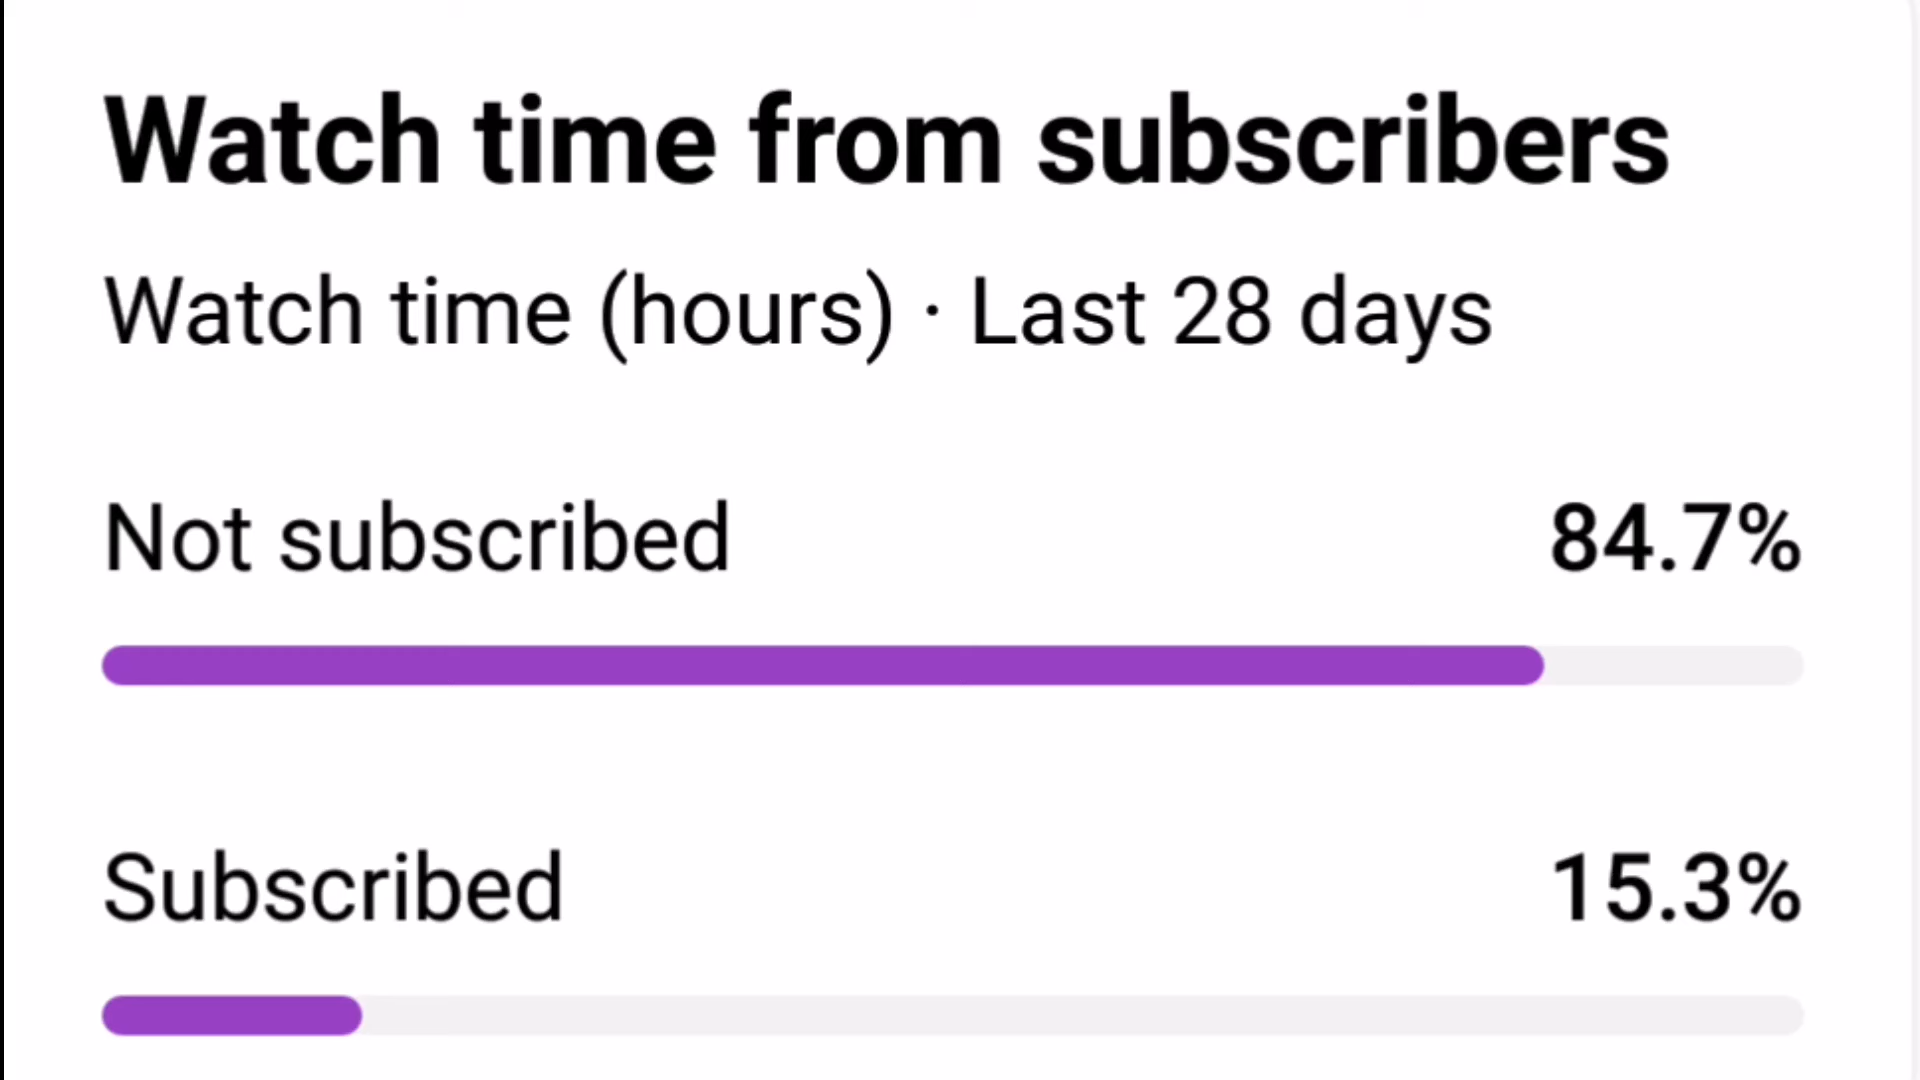 Watch time from subscribers
Watch time (hours) · Last 28 days
Not subscribed 84.7%
Subscribed 15.3%